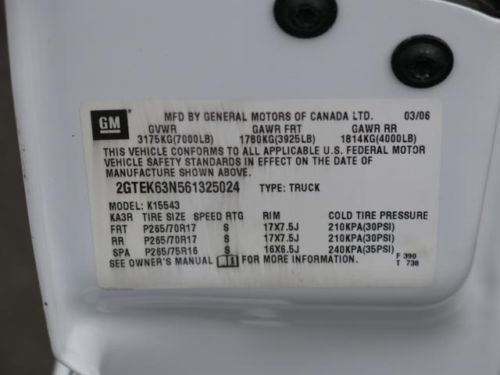 GM
MFD BY GENERAL MOTORS OF CANADA LTD. 03/06
GVWR GAWR FRT GAWR RR
3175KG(7000LB) 1780KG(3925LB) 1814KG(4000LB)
THIS VEHICLE CONFORMS TO ALL APPLICABLE U.S. FEDERAL MOTOR
VEHICLE SAFETY STANDARDS IN EFFECT ON THE DATE OF
MANUFACTURE SHOWN ABOVE.
2GTEK63N561325024 TYPE: TRUCK
MODEL: K15543
KA3R TIRE SIZE SPEED RTG RIM COLD TIRE PRESSURE
FRT P265/70R17 S 17X7.5J 210KPA(30PSI)
RR P265/70R17 S 17X7.5J 210KPA(30PSI)
SPA P265/75R16 S 16X6.5J 240KPA(35PSI)
SEE OWNER'S MANUAL FOR MORE INFORMATION.
F 390
T 738